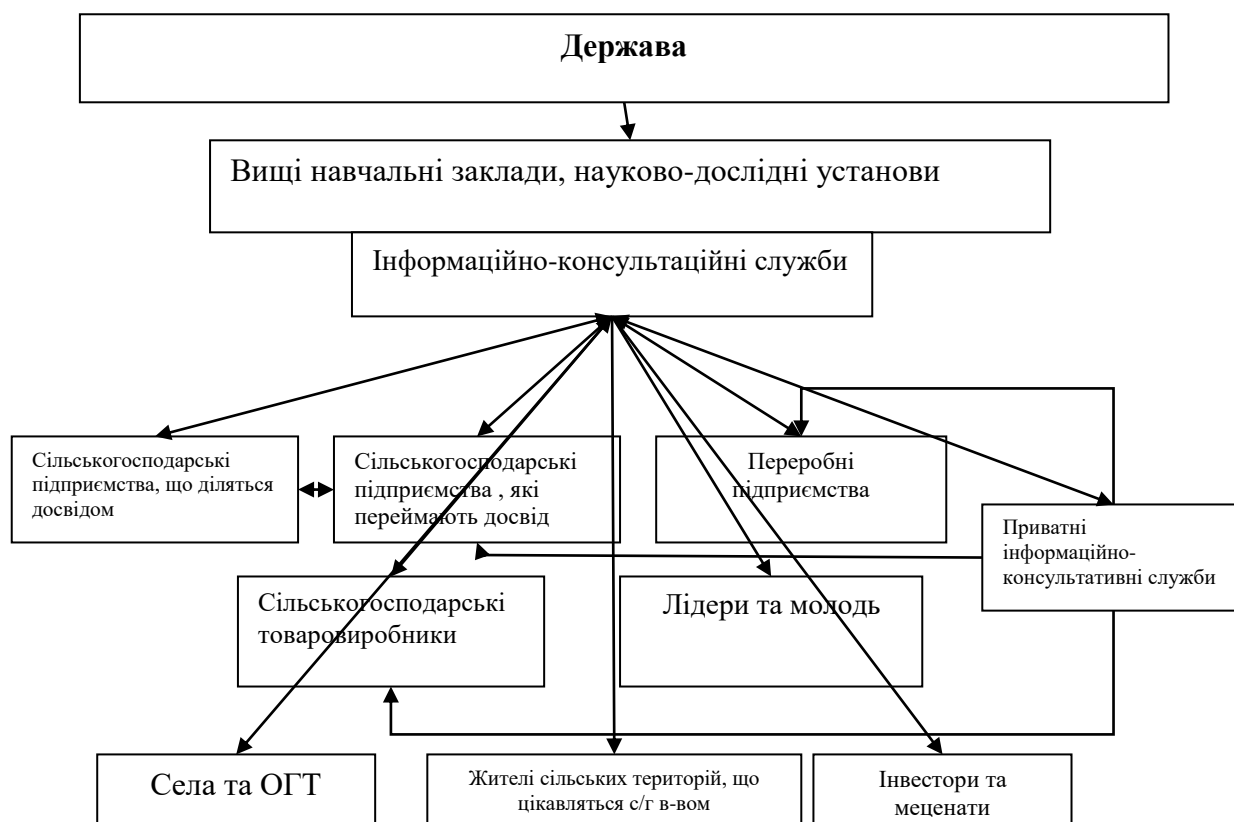 Держава
Вищі навчальні заклади, науково-дослідні установи
Інформаційно-консультаційні служби
Сільськогосподарські
підприємства, що діляться
досвідом
Сільськогосподарські
підприємства , які
переймають досвід
Переробні
підприємства
Приватні
інформаційно-
консультативні служби
Сільськогосподарські
товаровиробники
Лідери та молодь
Села та ОГТ
Жителі сільських територій, що
цікавляться с/г в-вом
Інвестори та
меценати